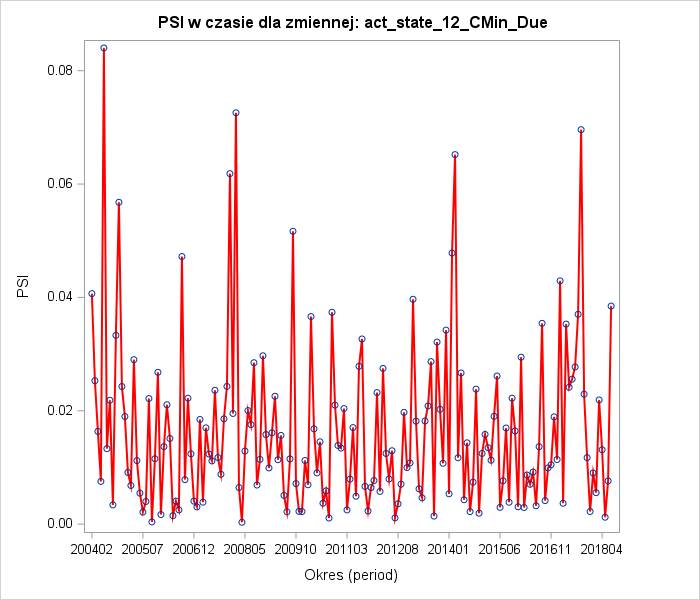 PSI w czasie dla zmiennej: act_state_12_CMin_Due
0.08
0.06
0.04
0.02
0.00
PSI
200402 200507 200612 200805 200910 201103 201208 201401 201506 201611 201804
Okres (period)